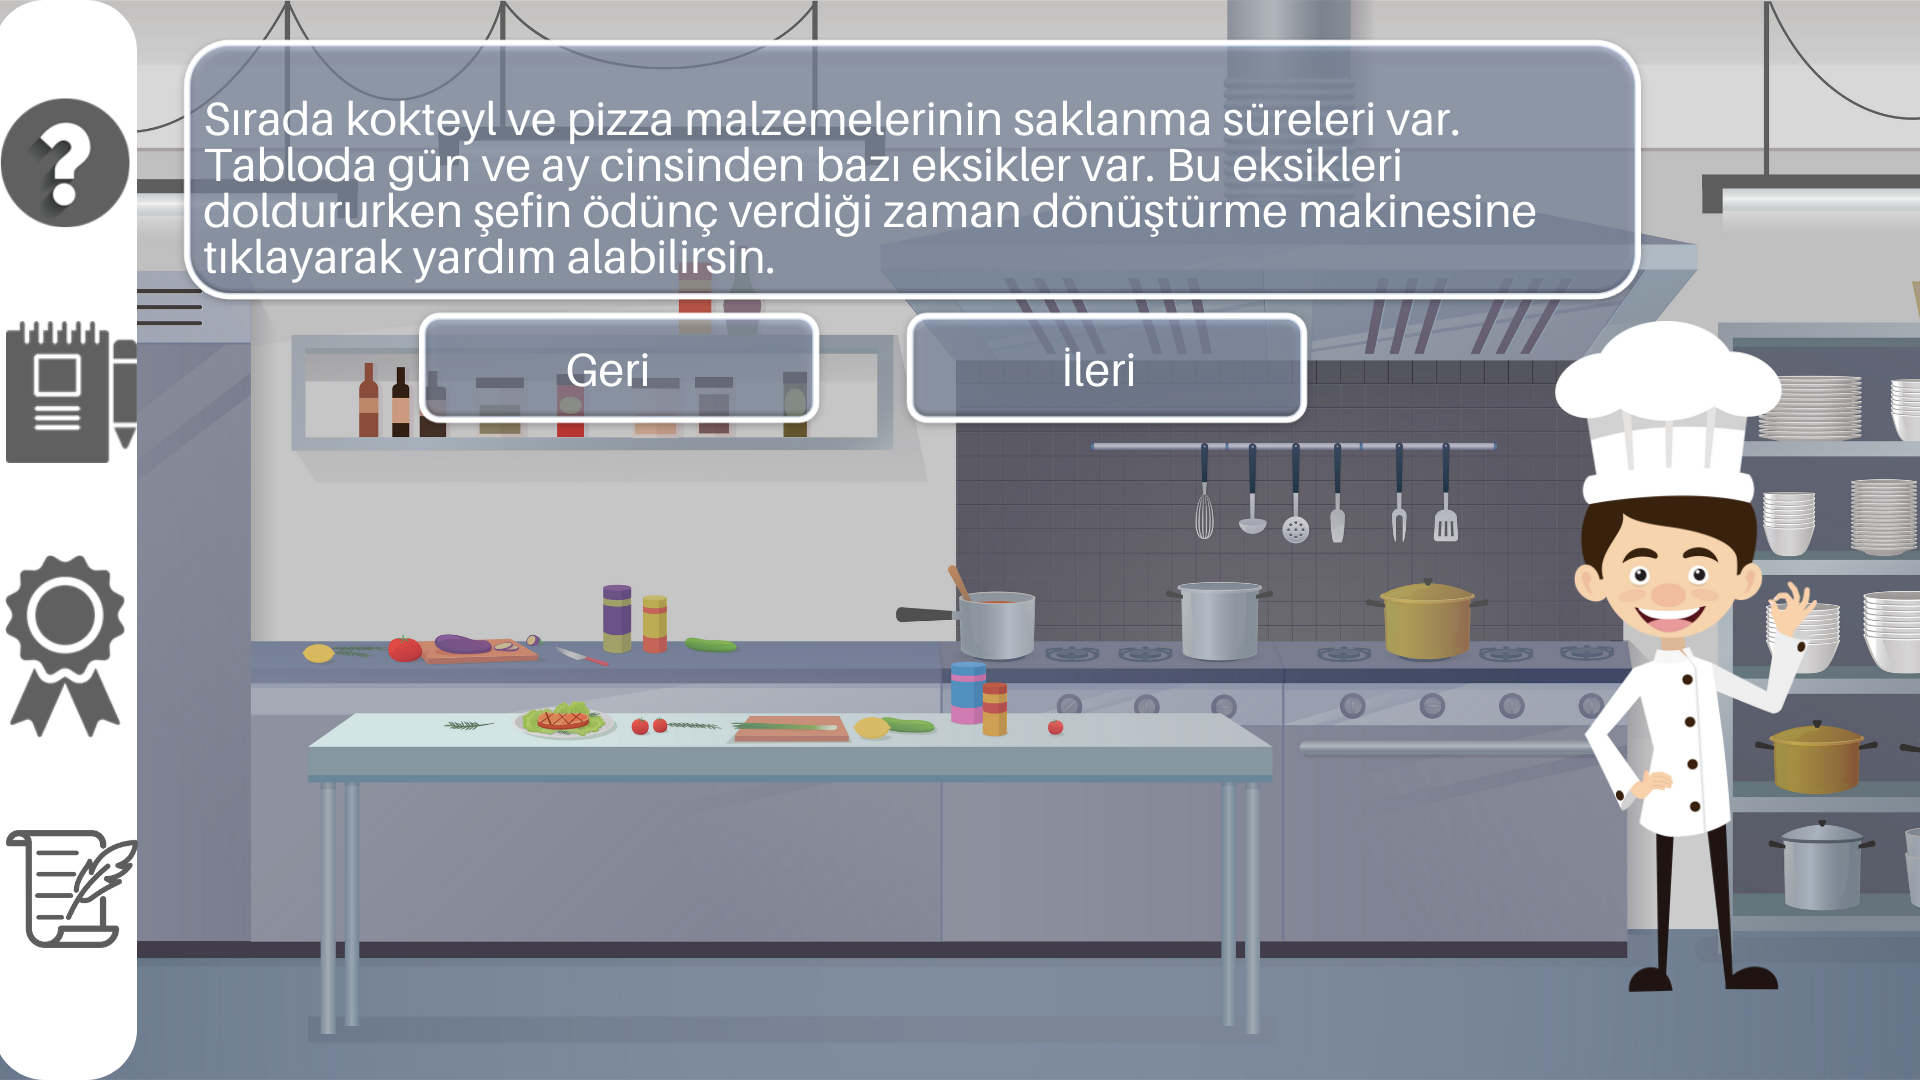 Sırada kokteyl ve pizza malzemelerinin saklanma süreleri var.
Tabloda gün ve ay cinsinden bazı eksikler var. Bu eksikleri
doldururken şefin ödünç verdiği zaman dönüştürme makinesine
tıklayarak yardım alabilirsin.
Geri
İleri